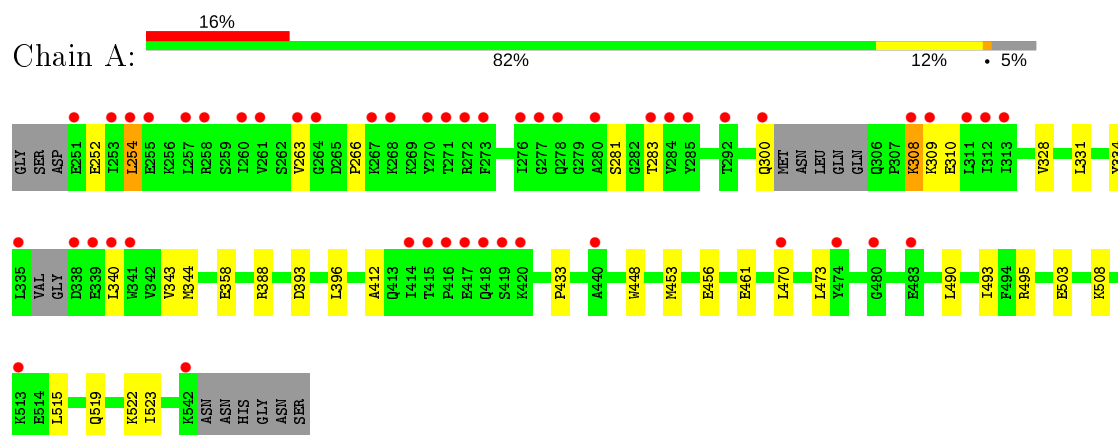 16%
Chain A:
82% 12% • 5%
GLY SER ASP E251 E252 I253 L254 E255 K256 L257 R258 S259 I260 V261 S262 V263 G264 D265 P266 K267 K268 K269 Y270 T271 R272 F273 I276 G277 Q278 G279 A280 S281 G282 T283 V284 Y285 T292 Q300 MET ASN LEU GLN GLN Q306 P307 K308 K309 E310 L311 I312 I313 V328 L331 Y334
L335 VAL GLY D338 E339 L340 W341 V342 V343 M344 E358 R388 D393 L396 A412 Q413 I414 T415 P416 E417 Q418 S419 K420 P433 A440 W448 M453 E456 E461 L470 L473 Y474 G480 E483 L490 I493 F494 R495 E503 K508
K513 E514 L515 Q519 K522 I523 K542 ASN ASN HIS GLY ASN SER